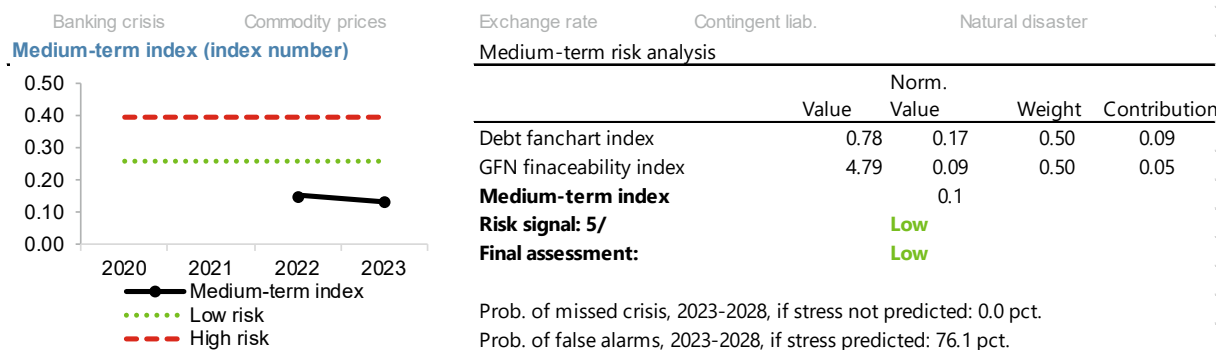 Banking crisis Commodity prices Exchange rate Contingent liab. Natural disaster
Medium-term index (index number)
0.50
0.40
0.30
0.20
0.10
0.00
2020 2021 2022 2023
Medium-term index
Low risk
High risk
Medium-term risk analysis
Norm.
Value Value Weight Contribution
Debt fanchart index 0.78 0.17 0.50 0.09
GFN finaceability index 4.79 0.09 0.50 0.05
Medium-term index 0.1
Risk signal: 5/ Low
Final assessment: Low
Prob. of missed crisis, 2023-2028, if stress not predicted: 0.0 pct.
Prob. of false alarms, 2023-2028, if stress predicted: 76.1 pct.